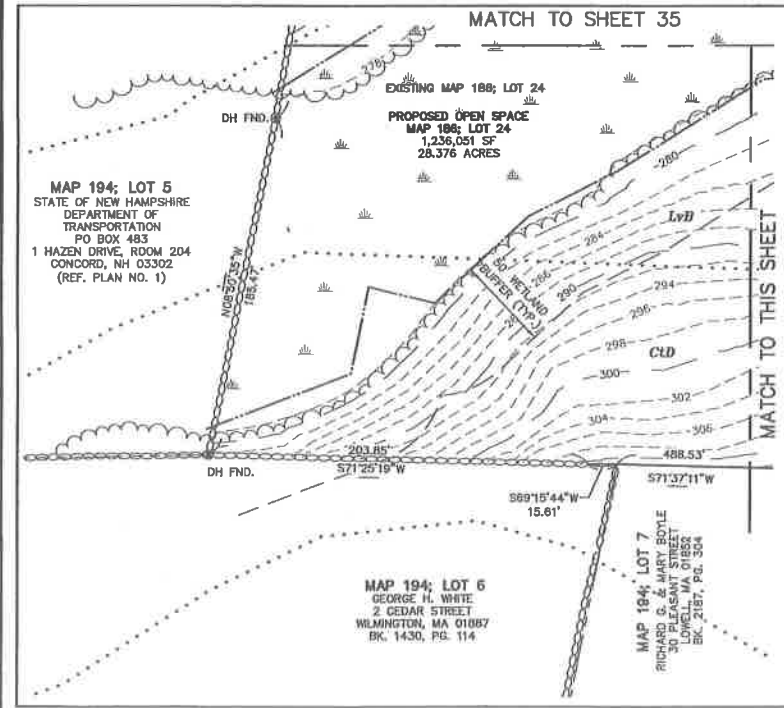 MATCH TO SHEET 35
278
EXISTING MAP 186; LOT 24
DH FND.
PROPOSED OPEN SPACE
MAP 186; LOT 24
1,236,051 SF
28.376 ACRES
280
MAP 194; LOT 5
STATE OF NEW HAMPSHIRE
DEPARTMENT OF
TRANSPORTATION
PO BOX 483
1 HAZEN DRIVE, ROOM 204
CONCORD, NH 03302
(REF. PLAN NO. 1)
N08°50'35"W
185.47'
LvB
284
286
50' WETLAND
BUFFER (TYP.)
290
294
296
298
CtD
300
302
304
306
MATCH TO THIS SHEET
203.85'
S71°25'19"W
DH FND.
488.53'
S71°37'11"W
S69°15'44"W
15.61'
MAP 194; LOT 6
GEORGE H. WHITE
2 CEDAR STREET
WILMINGTON, MA 01887
BK. 1430, PG. 114
MAP 194; LOT 7
RICHARD G. & MARY BOYLE
30 PLEASANT STREET
LOWELL, MA 01852
BK. 2187, PG. 304